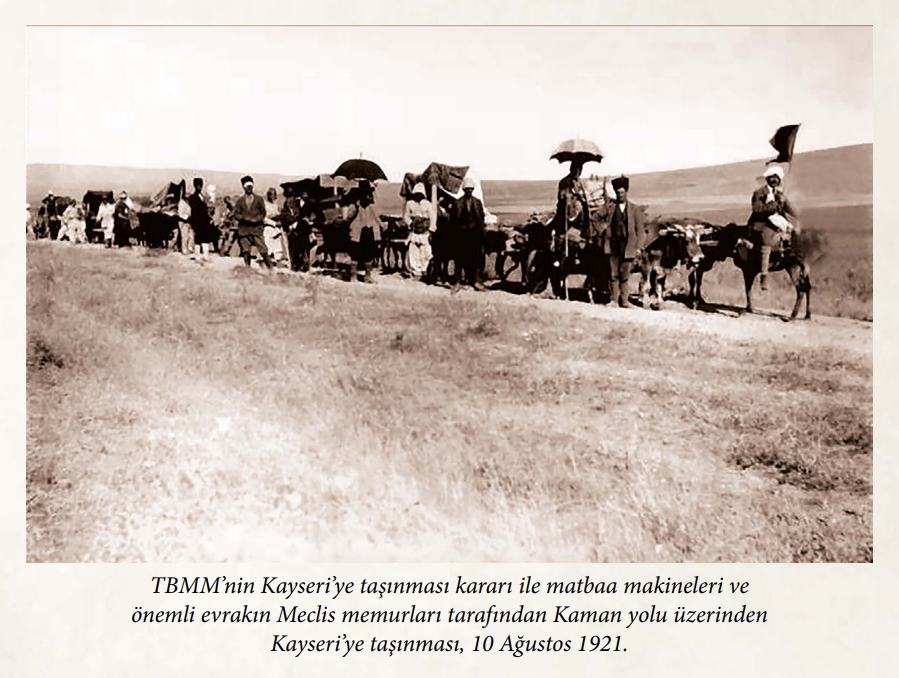 TBMM’nin Kayseri’ye taşınması kararı ile matbaa makineleri ve
önemli evrakın Meclis memurları tarafından Kaman yolu üzerinden
Kayseri’ye taşınması, 10 Ağustos 1921.